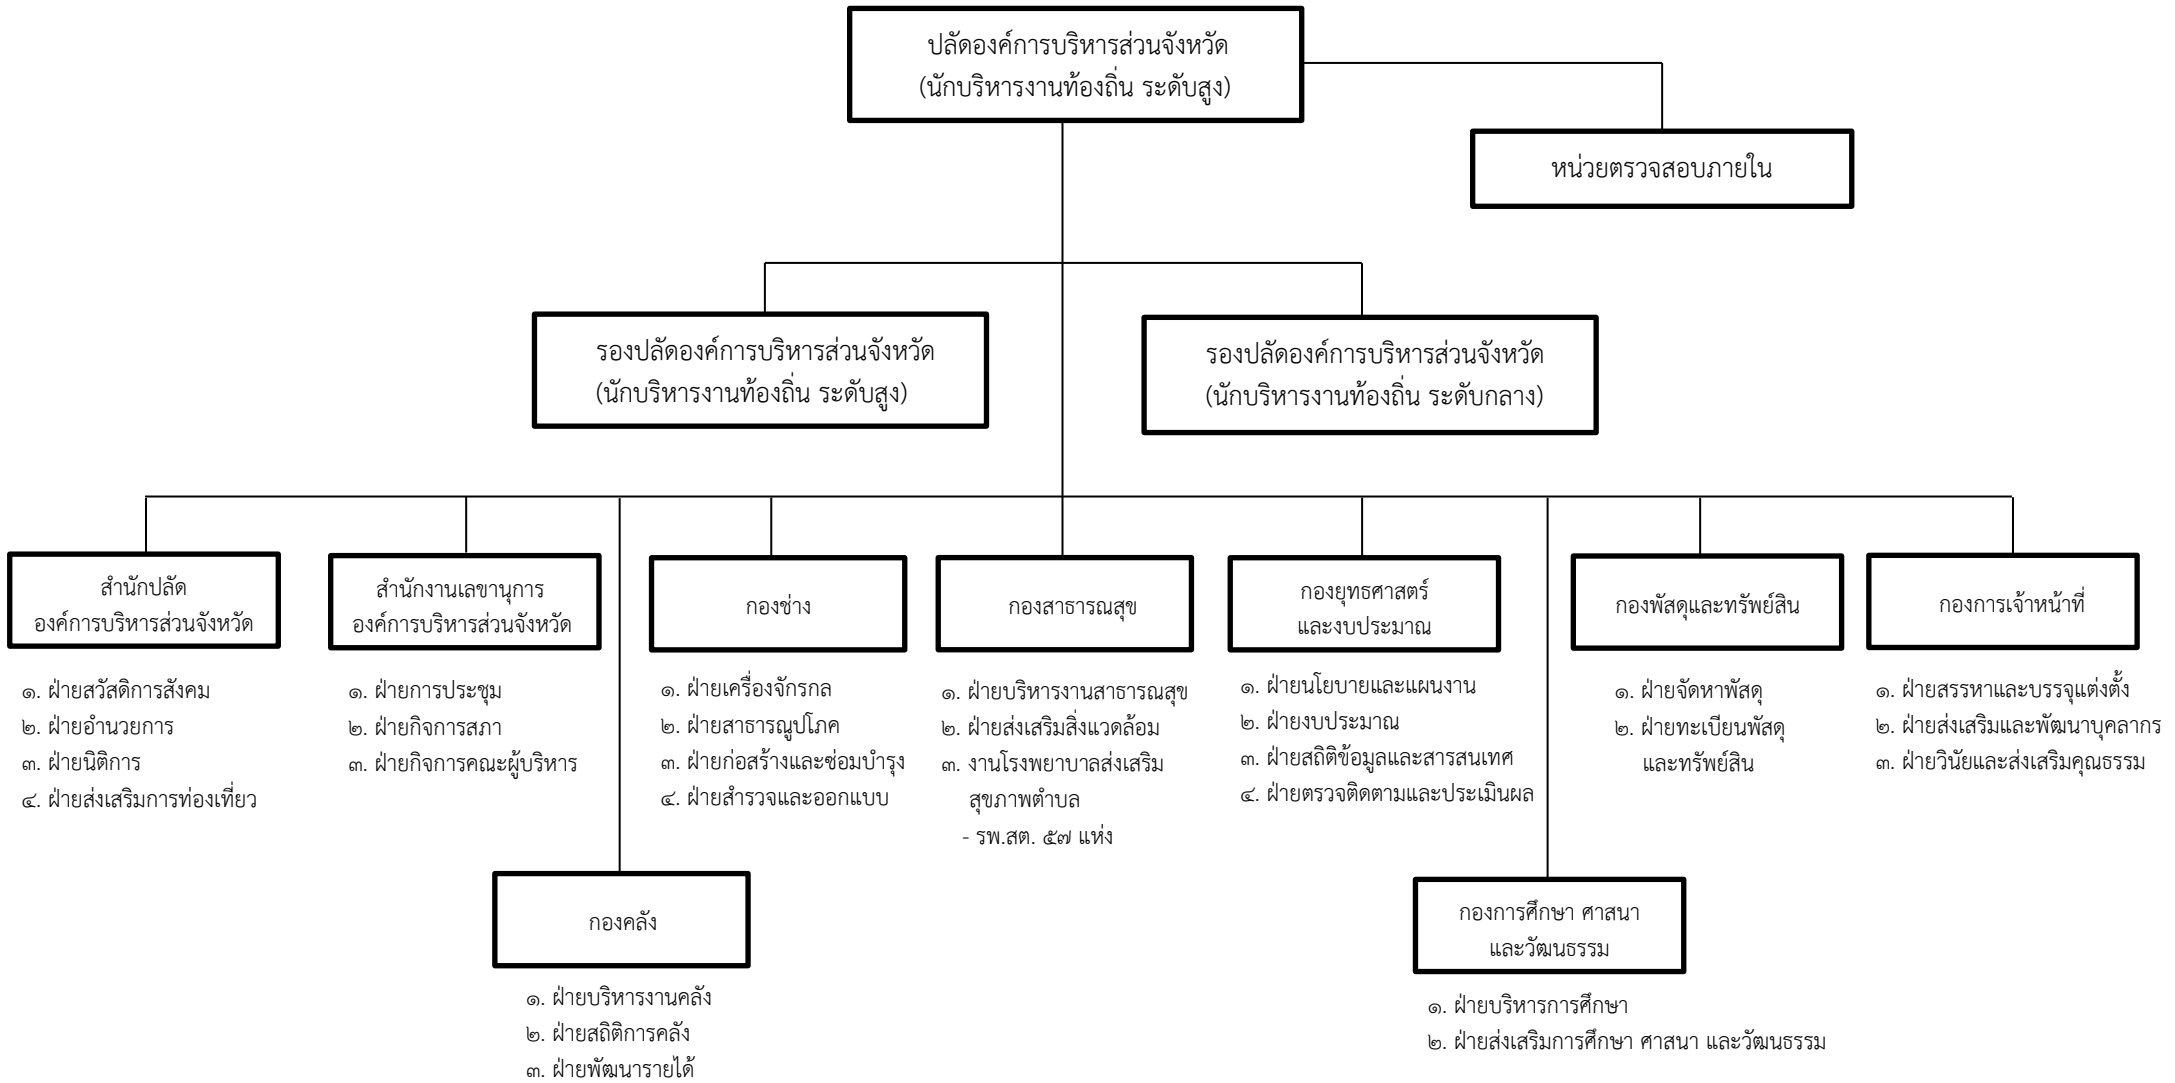 ปลัดองค์การบริหารส่วนจังหวัด
(นักบริหารงานท้องถิ่น ระดับสูง)
หน่วยตรวจสอบภายใน
รองปลัดองค์การบริหารส่วนจังหวัด
(นักบริหารงานท้องถิ่น ระดับสูง)
รองปลัดองค์การบริหารส่วนจังหวัด
(นักบริหารงานท้องถิ่น ระดับกลาง)
สำนักปลัด
องค์การบริหารส่วนจังหวัด
๑. ฝ่ายสวัสดิการสังคม
๒. ฝ่ายอำนวยการ
๓. ฝ่ายนิติการ
๔. ฝ่ายส่งเสริมการท่องเที่ยว
สำนักงานเลขานุการ
องค์การบริหารส่วนจังหวัด
๑. ฝ่ายการประชุม
๒. ฝ่ายกิจการสภา
๓. ฝ่ายกิจการคณะผู้บริหาร
กองช่าง
๑. ฝ่ายเครื่องจักรกล
๒. ฝ่ายสาธารณูปโภค
๓. ฝ่ายก่อสร้างและซ่อมบำรุง
๔. ฝ่ายสำรวจและออกแบบ
กองสาธารณสุข
๑. ฝ่ายบริหารงานสาธารณสุข
๒. ฝ่ายส่งเสริมสิ่งแวดล้อม
๓. งานโรงพยาบาลส่งเสริม
สุขภาพตำบล
- รพ.สต. ๕๗ แห่ง
กองยุทธศาสตร์
และงบประมาณ
๑. ฝ่ายนโยบายและแผนงาน
๒. ฝ่ายงบประมาณ
๓. ฝ่ายสถิติข้อมูลและสารสนเทศ
๔. ฝ่ายตรวจติดตามและประเมินผล
กองพัสดุและทรัพย์สิน
๑. ฝ่ายจัดหาพัสดุ
๒. ฝ่ายทะเบียนพัสดุ
และทรัพย์สิน
กองการเจ้าหน้าที่
๑. ฝ่ายสรรหาและบรรจุแต่งตั้ง
๒. ฝ่ายส่งเสริมและพัฒนาบุคลากร
๓. ฝ่ายวินัยและส่งเสริมคุณธรรม
กองคลัง
๑. ฝ่ายบริหารงานคลัง
๒. ฝ่ายสถิติการคลัง
๓. ฝ่ายพัฒนารายได้
กองการศึกษา ศาสนา
และวัฒนธรรม
๑. ฝ่ายบริหารการศึกษา
๒. ฝ่ายส่งเสริมการศึกษา ศาสนา และวัฒนธรรม